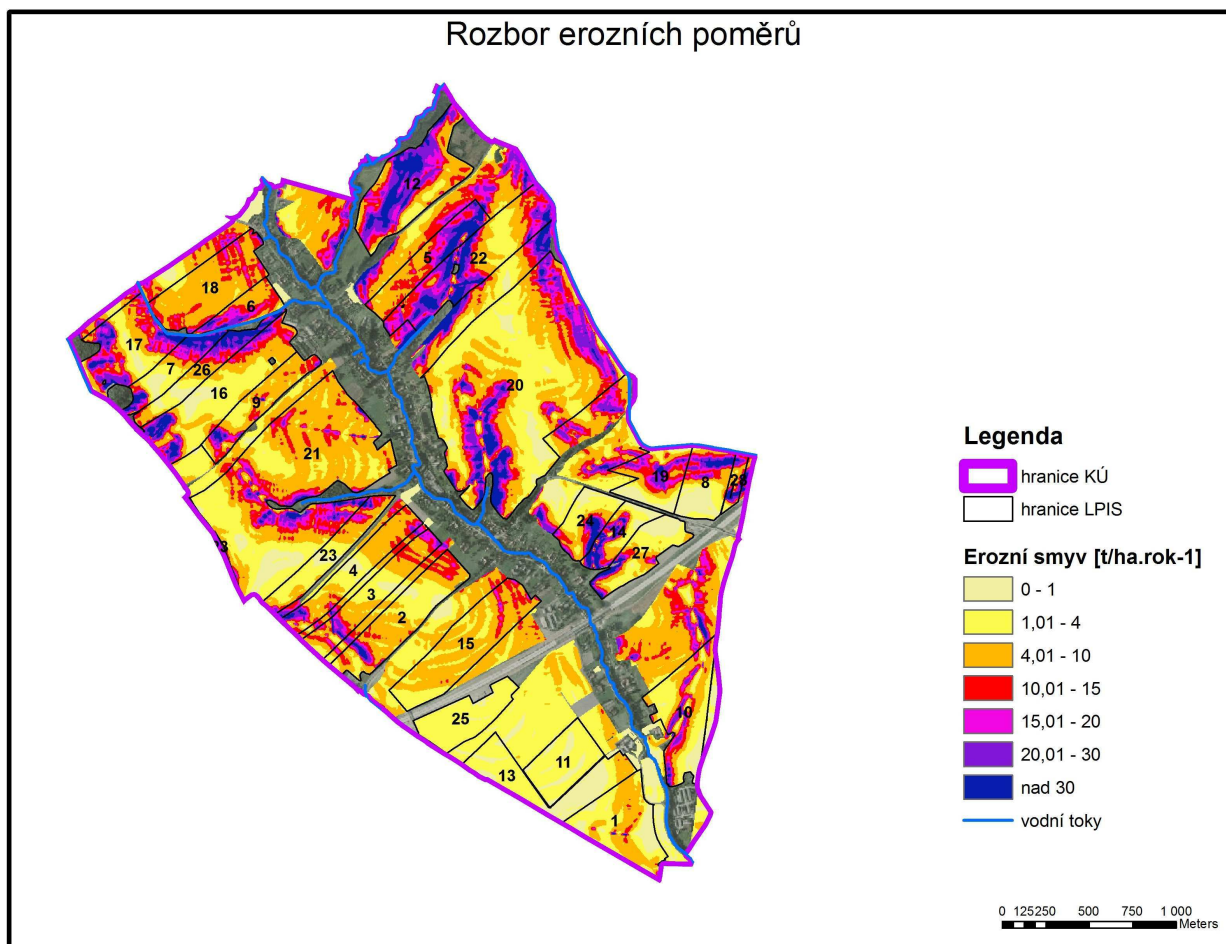 Rozbor erozních poměrů
12
5
22
18
6
17
7
26
16
9
20
21
19
8
28
24
14
27
23
23
4
3
2
15
10
25
13
11
1
Legenda
hranice KÚ
hranice LPIS
Erozní smyv [t/ha.rok-1]
0 - 1
1,01 - 4
4,01 - 10
10,01 - 15
15,01 - 20
20,01 - 30
nad 30
vodní toky
0 125250 500 750 1 000
Meters